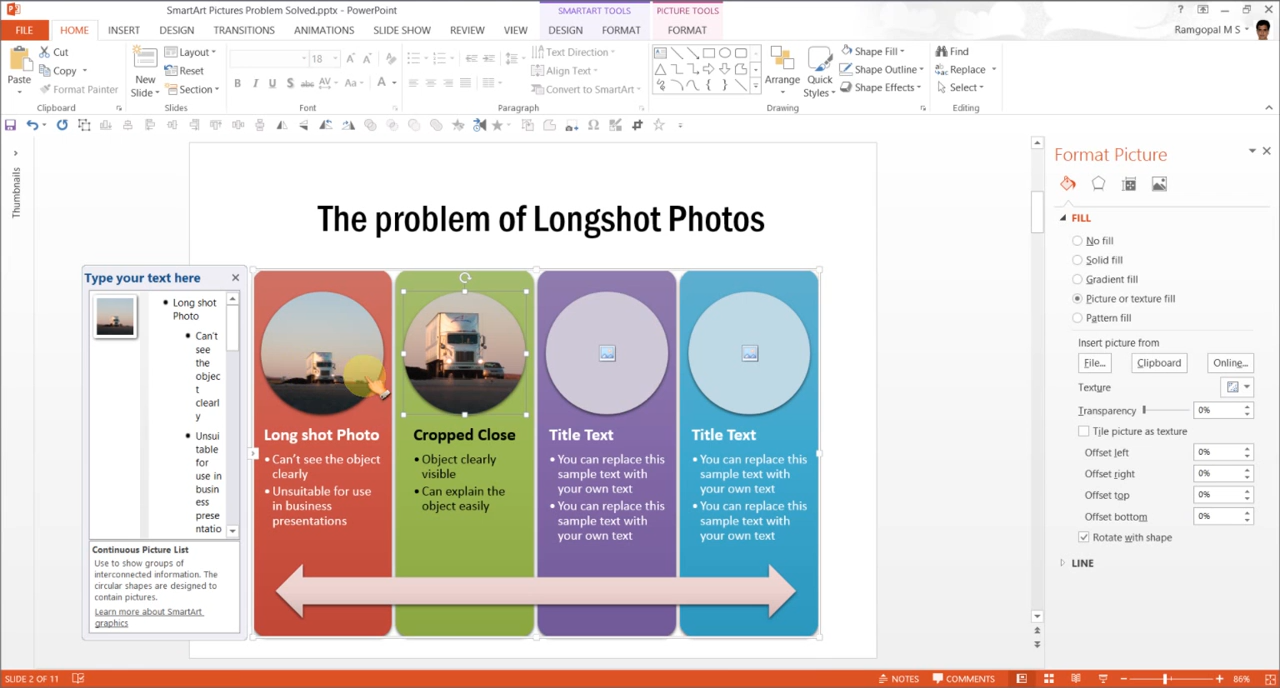 SmartArt Pictures Problem Solved.pptx - PowerPoint
SMARTART TOOLS
PICTURE TOOLS
FILE
HOME
INSERT
DESIGN
TRANSITIONS
ANIMATIONS
SLIDE SHOW
REVIEW
VIEW
DESIGN
FORMAT
FORMAT
Ramgopal M S
Paste
Cut
Copy
Format Painter
Clipboard
New
Slide
Layout
Reset
Section
Slides
18
Font
Text Direction
Align Text
Convert to SmartArt
Paragraph
Arrange
Quick
Styles
Shape Fill
Shape Outline
Shape Effects
Drawing
Find
Replace
Select
Editing
Thumbnails
The problem of Longshot Photos
Type your text here
Long shot
Photo
Can't
see
the
objec
t
clearl
y
Unsui
table
for
use in
busin
ess
prese
ntatio
Continuous Picture List
Use to show groups of
interconnected information. The
circular shapes are designed to
contain pictures.
Learn more about SmartArt
graphics
Long shot Photo
• Can't see the object
clearly
• Unsuitable for use
in business
presentations
Cropped Close
• Object clearly
visible
• Can explain the
object easily
Title Text
• You can replace this
sample text with
your own text
• You can replace this
sample text with
your own text
Title Text
• You can replace this
sample text with
your own text
• You can replace this
sample text with
your own text
Format Picture
FILL
No fill
Solid fill
Gradient fill
Picture or texture fill
Pattern fill
Insert picture from
File...
Clipboard
Online...
Texture
Transparency
0%
Tile picture as texture
Offset left 0%
Offset right 0%
Offset top 0%
Offset bottom 0%
Rotate with shape
LINE
SLIDE 2 OF 11
NOTES
COMMENTS
86%